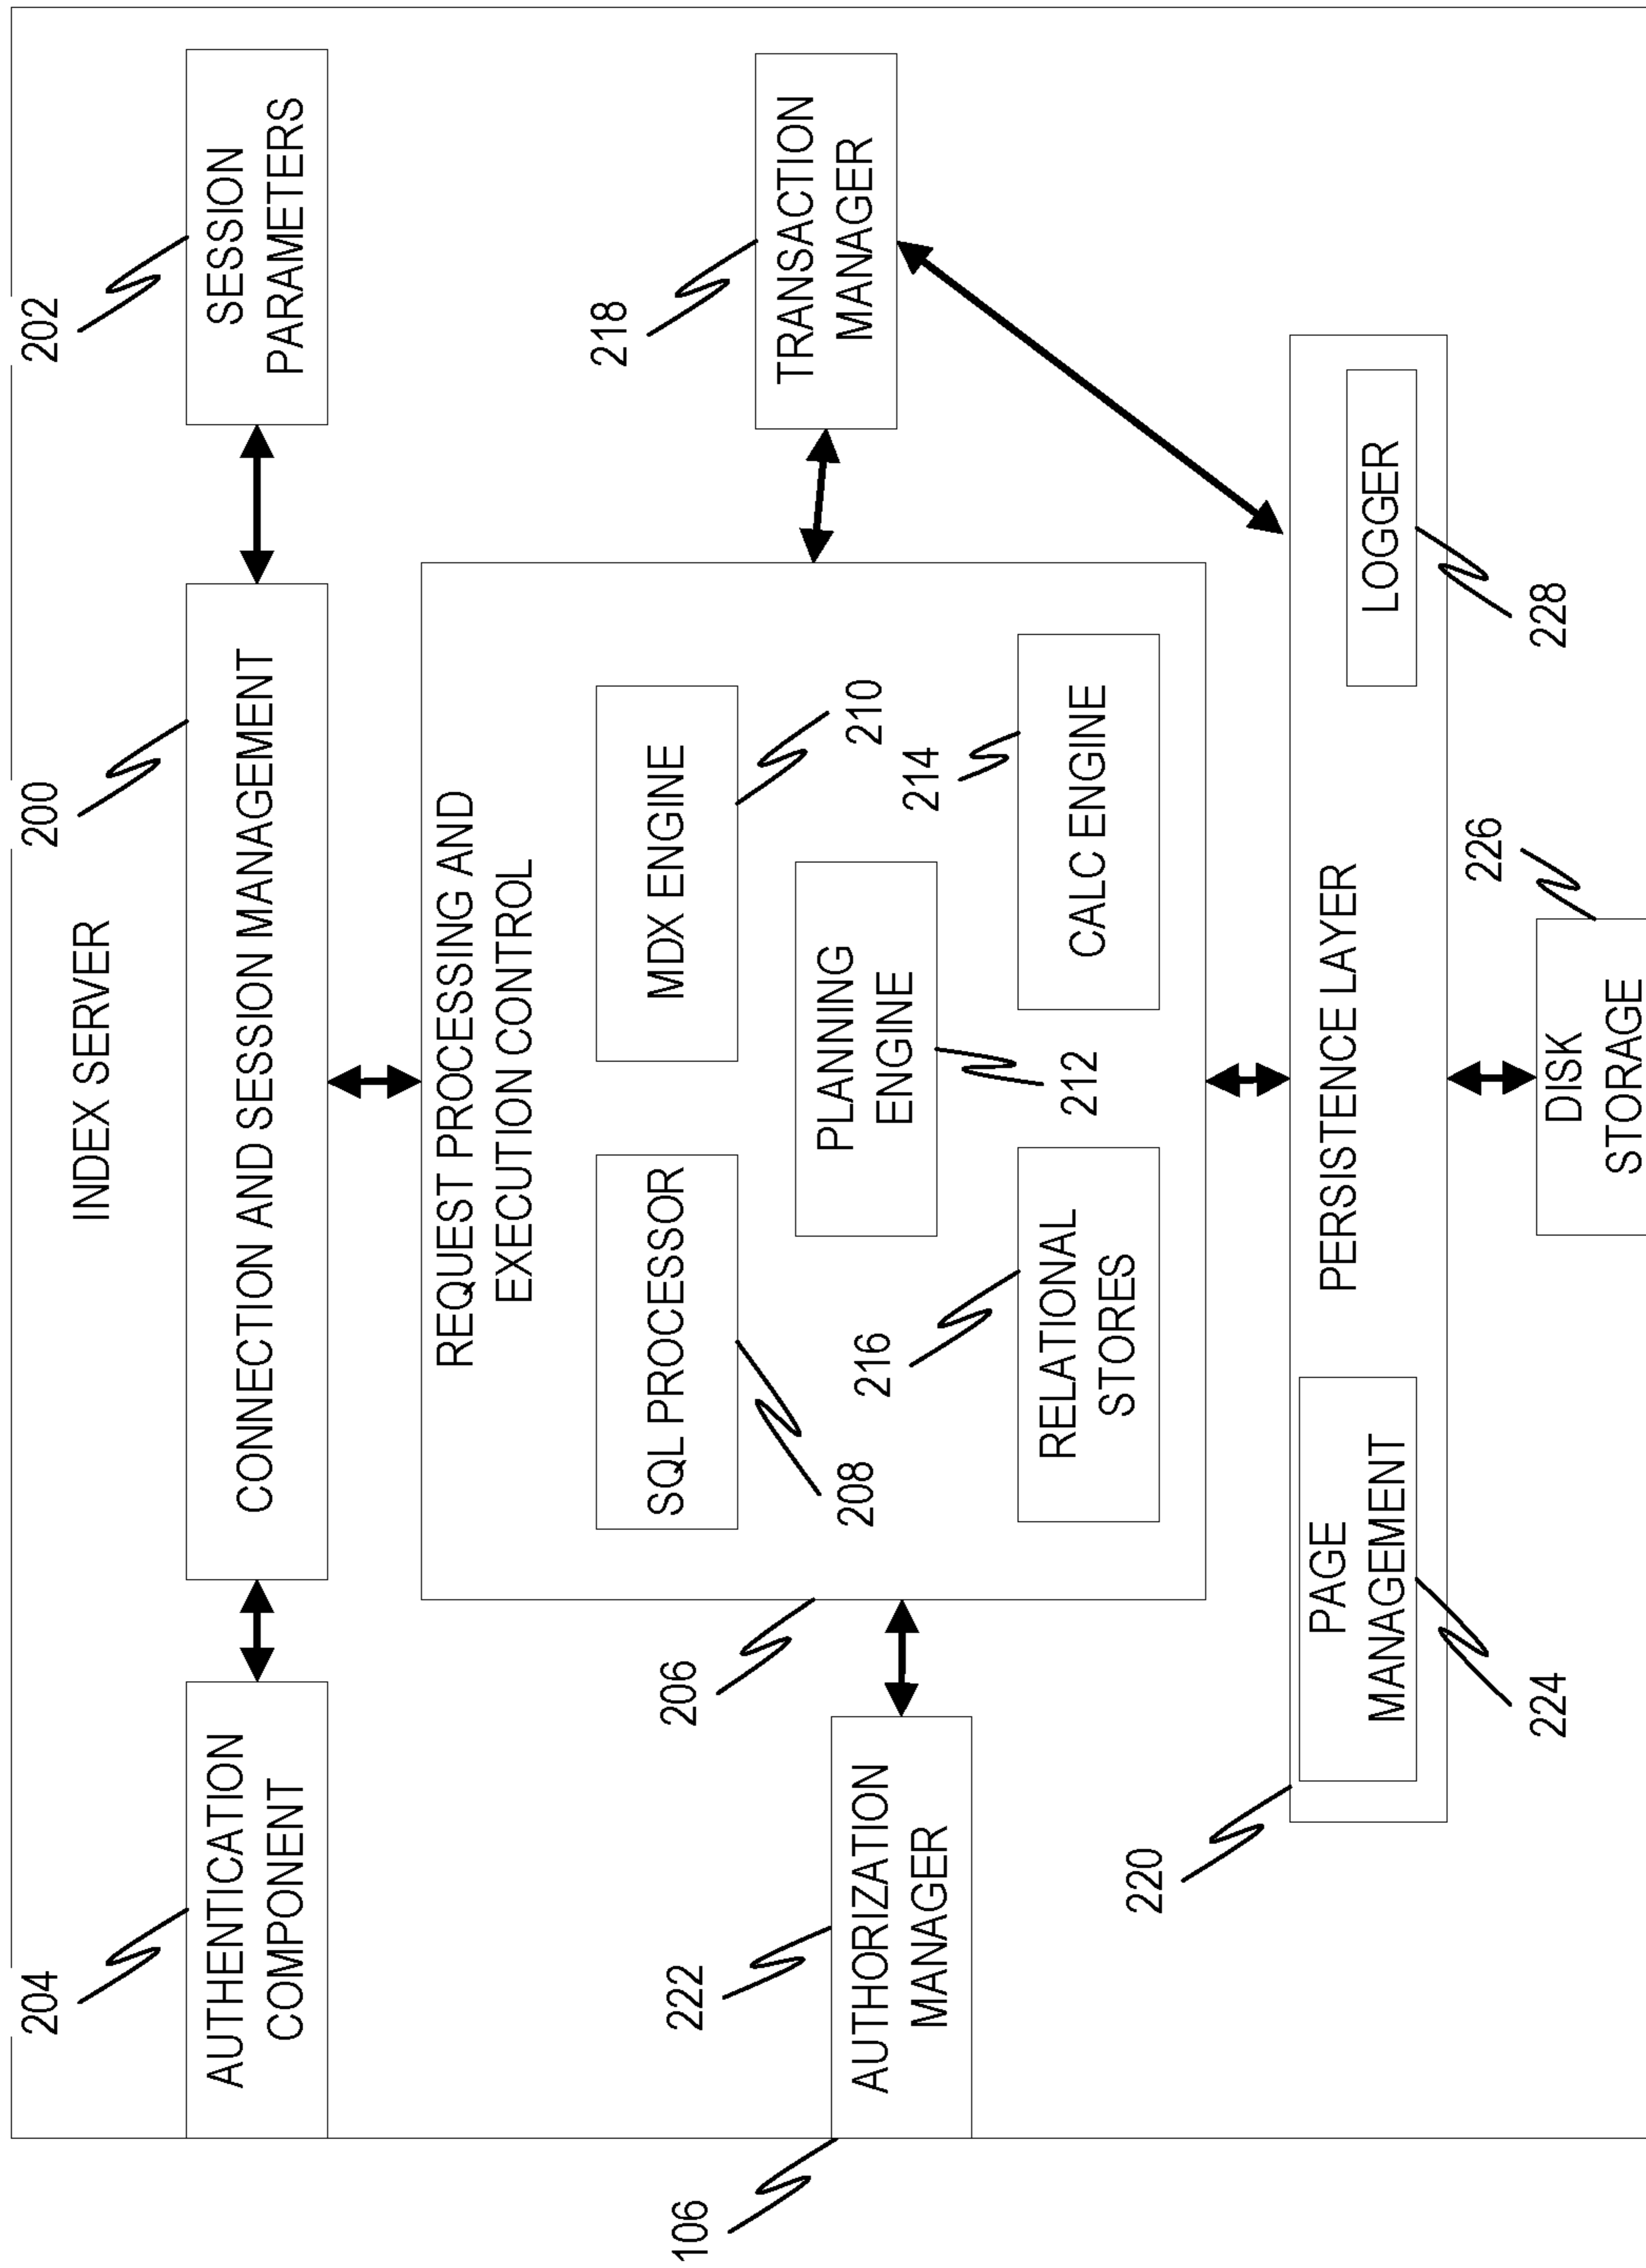 INDEX SERVER
204
200
202
AUTHENTICATION
COMPONENT
CONNECTION AND SESSION MANAGEMENT
SESSION
PARAMETERS
REQUEST PROCESSING AND
EXECUTION CONTROL
106
222
206
218
SQL PROCESSOR
MDX ENGINE
TRANSACTION
MANAGER
AUTHORIZATION
MANAGER
208
PLANNING
ENGINE
210
216
214
212
RELATIONAL
STORES
CALC ENGINE
220
PAGE
MANAGEMENT
PERSISTENCE LAYER
LOGGER
224
226
228
DISK
STORAGE